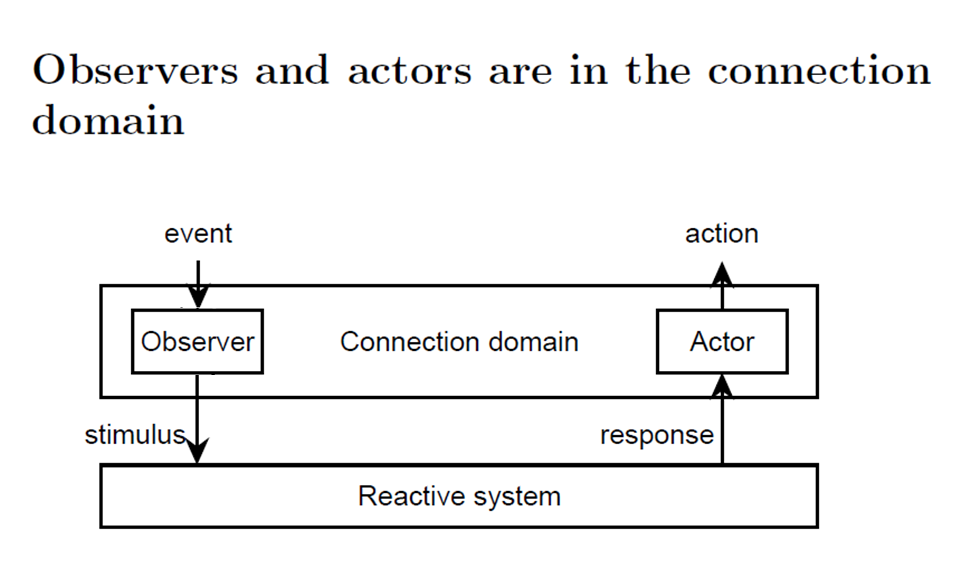 Observers and actors are in the connection
domain
event
action
Observer
Connection domain
Actor
stimulus
response
Reactive system